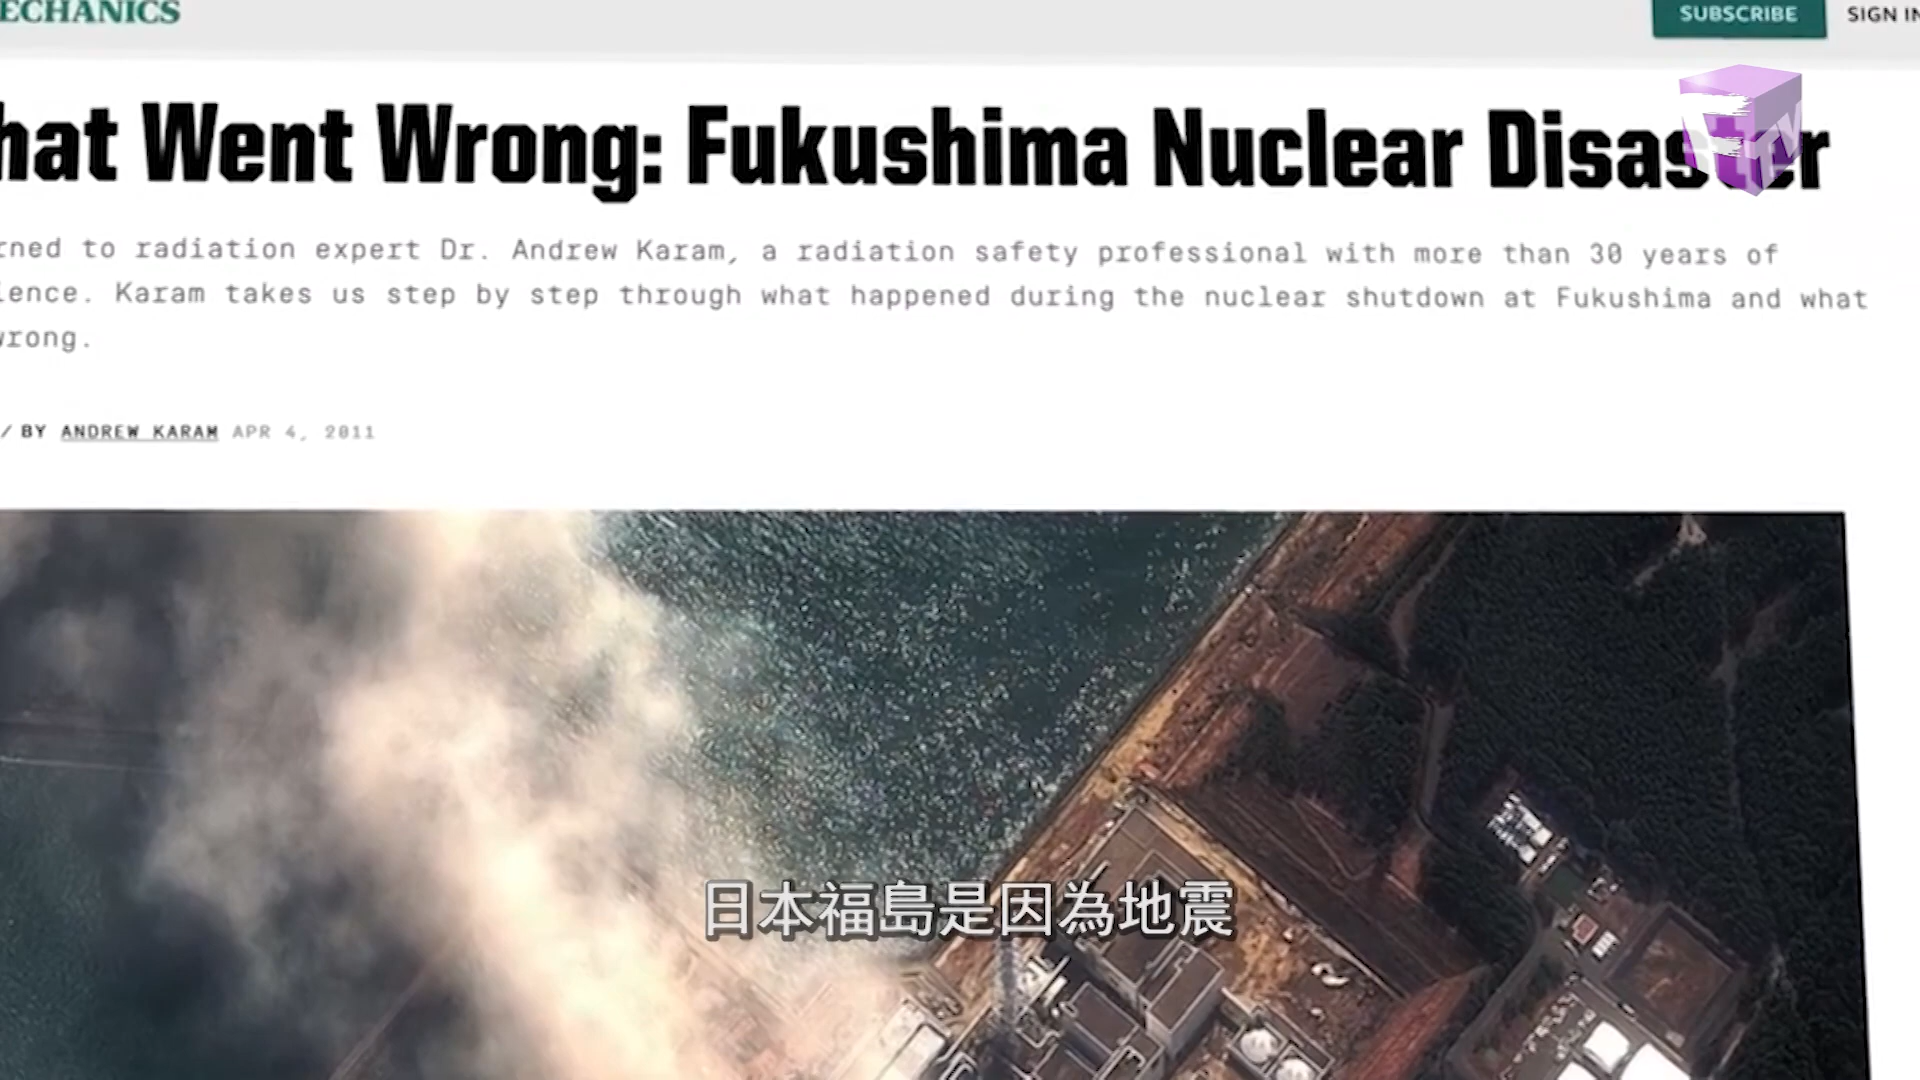 ECHANICS
SUBSCRIBE
SIGN IN
hat Went Wrong: Fukushima Nuclear Disaster
rned to radiation expert Dr. Andrew Karam, a radiation safety professional with more than 30 years of
ience. Karam takes us step by step through what happened during the nuclear shutdown at Fukushima and what
wrong.
/ BY ANDREW KARAM APR 4, 2011
日本福島是因為地震